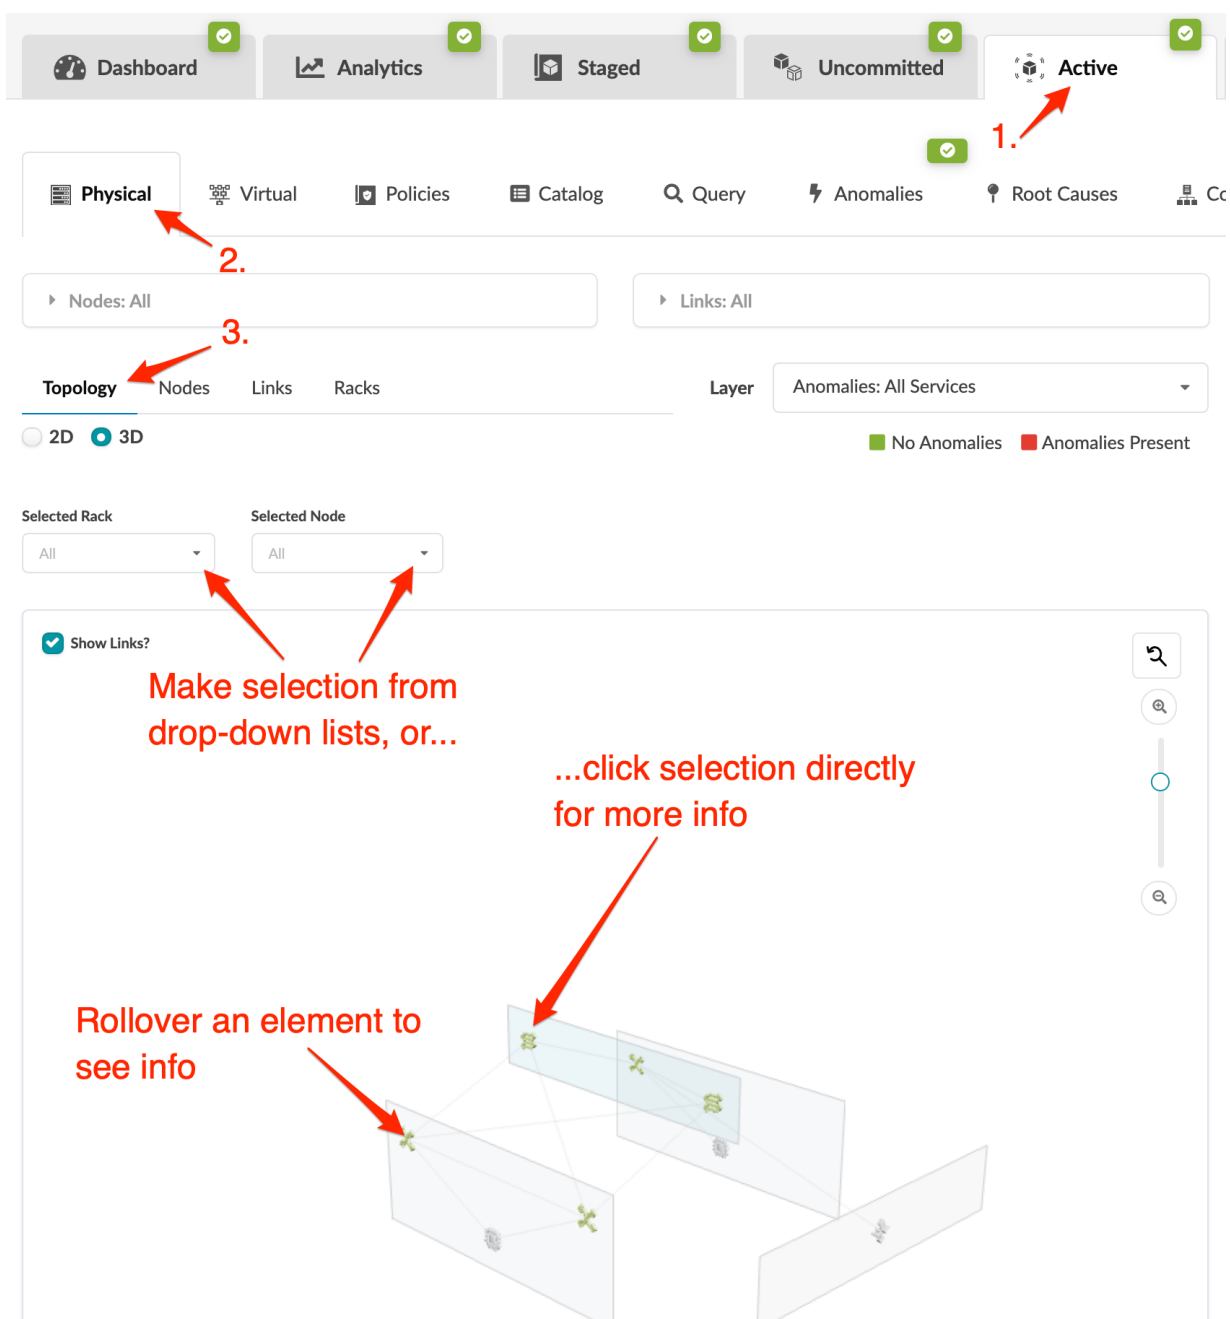 Dashboard
Analytics
Staged
Uncommitted
Active
1.
Physical
Virtual
Policies
Catalog
Query
Anomalies
Root Causes
2.
Nodes: All
Links: All
3.
Topology
Nodes
Links
Racks
Layer
Anomalies: All Services
2D
3D
No Anomalies
Anomalies Present
Selected Rack
Selected Node
All
All
Show Links?
Make selection from
drop-down lists, or...
...click selection directly
for more info
Rollover an element to
see info